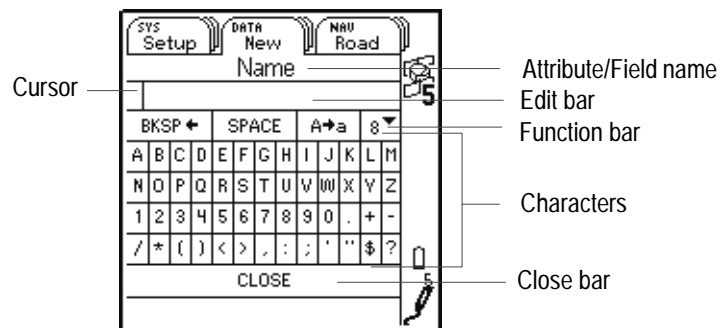 SYS DATA NAV
Setup New Road
Name
Attribute/Field name
Cursor
5
Edit bar
BKSP ← SPACE A→a 8 ▼
Function bar
A B C D E F G H I J K L M
N O P Q R S T U V W X Y Z
Characters
1 2 3 4 5 6 7 8 9 0 . + -
/ * ( ) < > , : ; ' " $ ?
CLOSE
5
Close bar